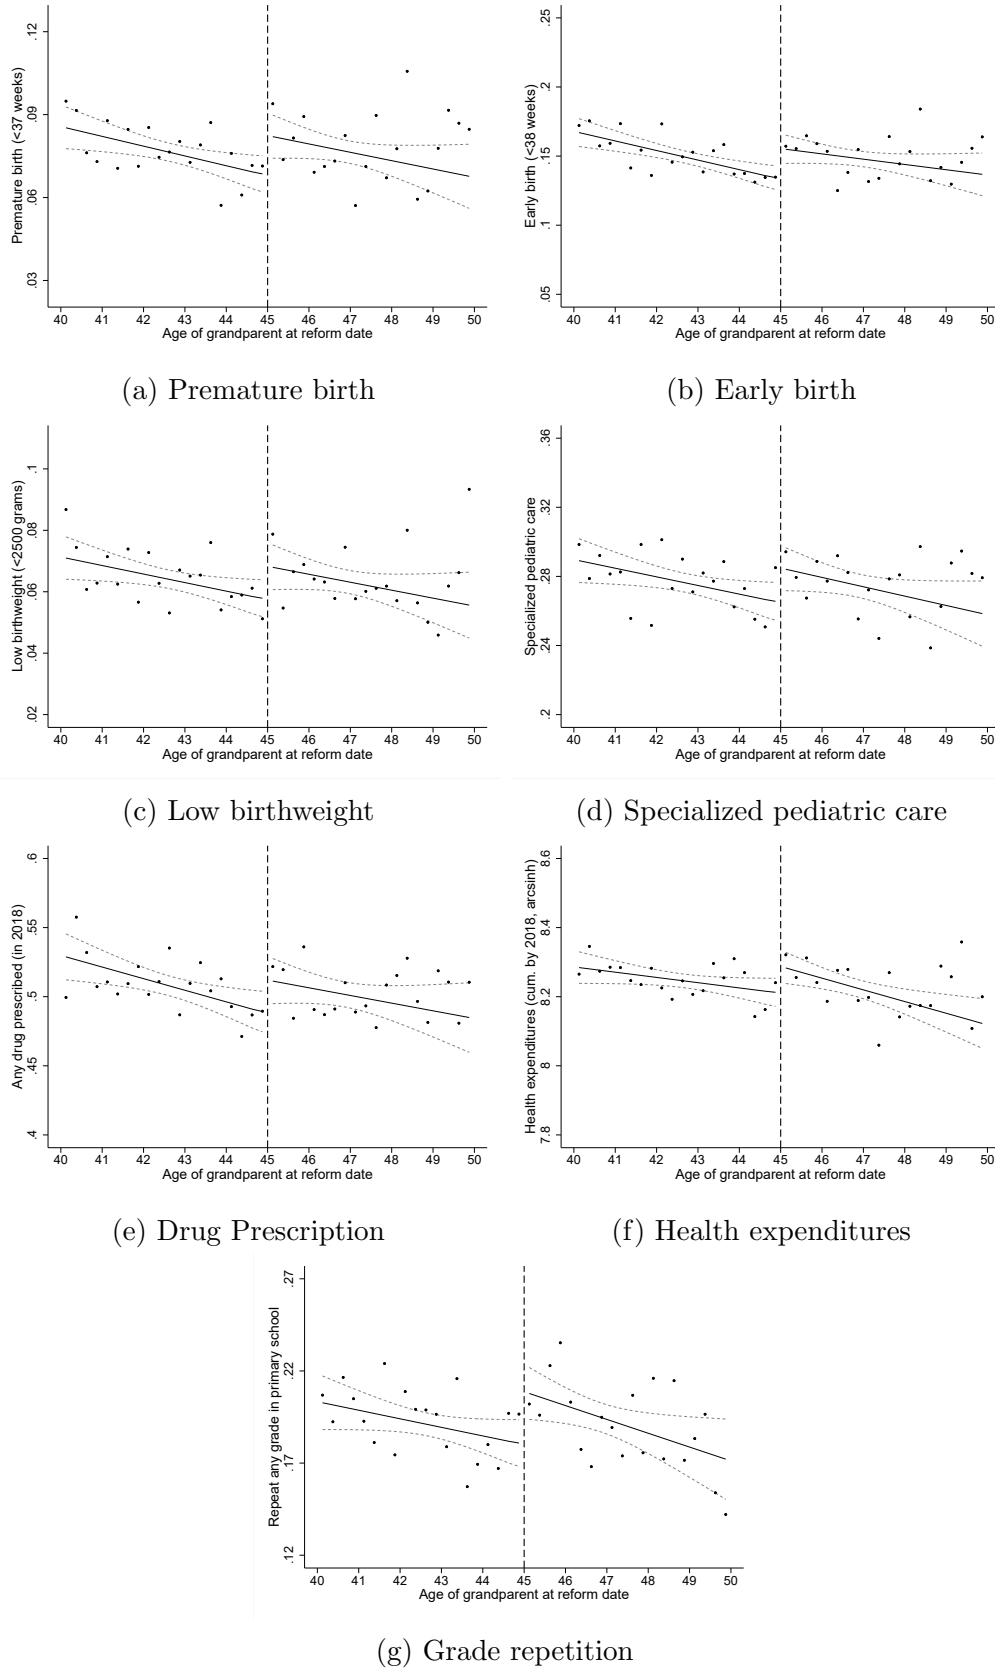 Premature birth (<37 weeks)
.12
.09
.06
.03
40 41 42 43 44 45 46 47 48 49 50
Age of grandparent at reform date
(a) Premature birth
Early birth (<38 weeks)
.25
.2
.15
.1
.05
40 41 42 43 44 45 46 47 48 49 50
Age of grandparent at reform date
(b) Early birth
Low birthweight (<2500 grams)
.1
.08
.06
.04
.02
40 41 42 43 44 45 46 47 48 49 50
Age of grandparent at reform date
(c) Low birthweight
Specialized pediatric care
.36
.32
.28
.24
.2
40 41 42 43 44 45 46 47 48 49 50
Age of grandparent at reform date
(d) Specialized pediatric care
Any drug prescribed (in 2018)
.6
.55
.5
.45
.4
40 41 42 43 44 45 46 47 48 49 50
Age of grandparent at reform date
(e) Drug Prescription
Health expenditures (cum. by 2018, arcsinh)
8.6
8.4
8.2
8
7.8
40 41 42 43 44 45 46 47 48 49 50
Age of grandparent at reform date
(f) Health expenditures
Repeat any grade in primary school
.27
.22
.17
.12
40 41 42 43 44 45 46 47 48 49 50
Age of grandparent at reform date
(g) Grade repetition